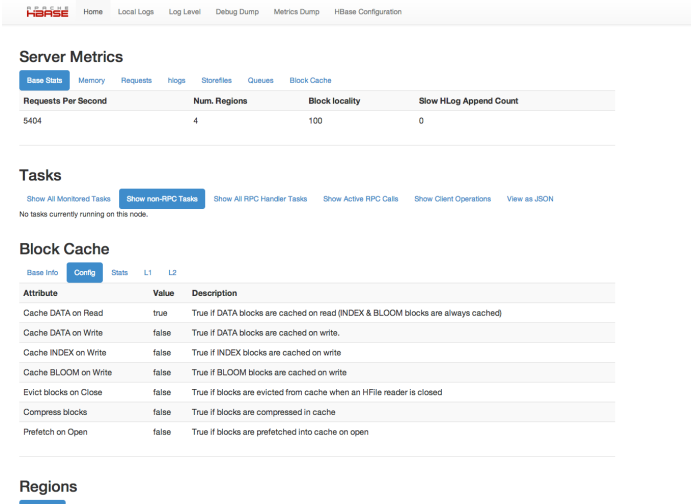 APACHE
HBASE Home Local Logs Log Level Debug Dump Metrics Dump HBase Configuration
Server Metrics
Base Stats Memory Requests hlogs Storefiles Queues Block Cache
Requests Per Second Num. Regions Block locality Slow HLog Append Count
5404 4 100 0
Tasks
Show All Monitored Tasks Show non-RPC Tasks Show All RPC Handler Tasks Show Active RPC Calls Show Client Operations View as JSON
No tasks currently running on this node.
Block Cache
Base Info Config Stats L1 L2
Attribute Value Description
Cache DATA on Read true True if DATA blocks are cached on read (INDEX & BLOOM blocks are always cached)
Cache DATA on Write false True if DATA blocks are cached on write.
Cache INDEX on Write false True if INDEX blocks are cached on write
Cache BLOOM on Write false True if BLOOM blocks are cached on write
Evict blocks on Close false True if blocks are evicted from cache when an HFile reader is closed
Compress blocks false True if blocks are compressed in cache
Prefetch on Open false True if blocks are prefetched into cache on open
Regions